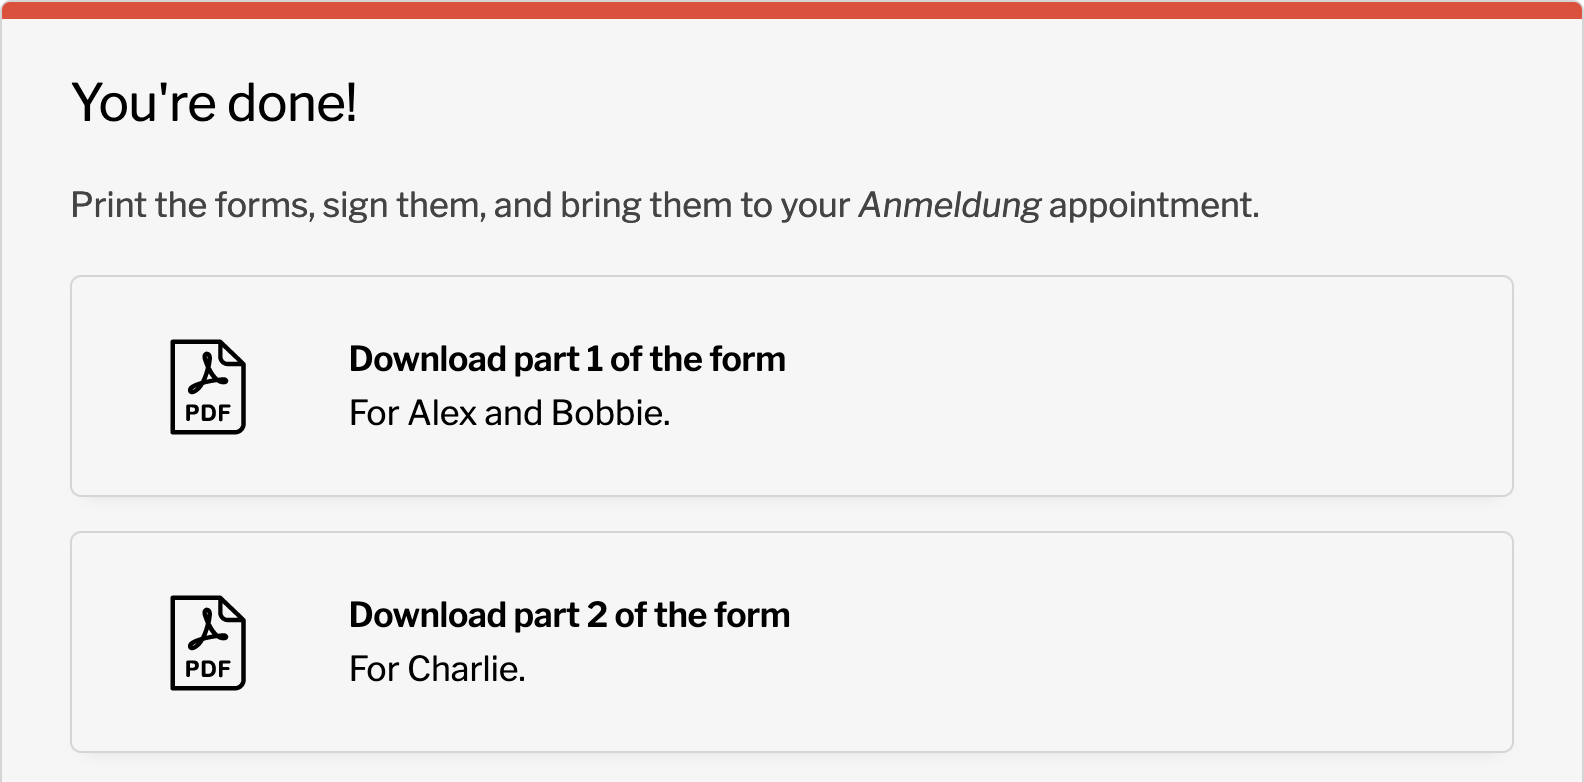 You're done!
Print the forms, sign them, and bring them to your Anmeldung appointment.
PDF
Download part 1 of the form
For Alex and Bobbie.
PDF
Download part 2 of the form
For Charlie.